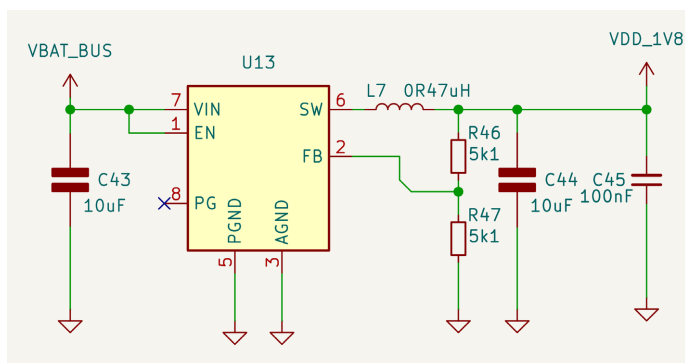 VBAT_BUS
VDD_1V8
U13
L7 0R47uH
7 VIN
SW 6
1 EN
R46
5k1
FB 2
C43
10uF
C44
10uF
C45
100nF
8 PG
PGND
AGND
R47
5k1
5
3